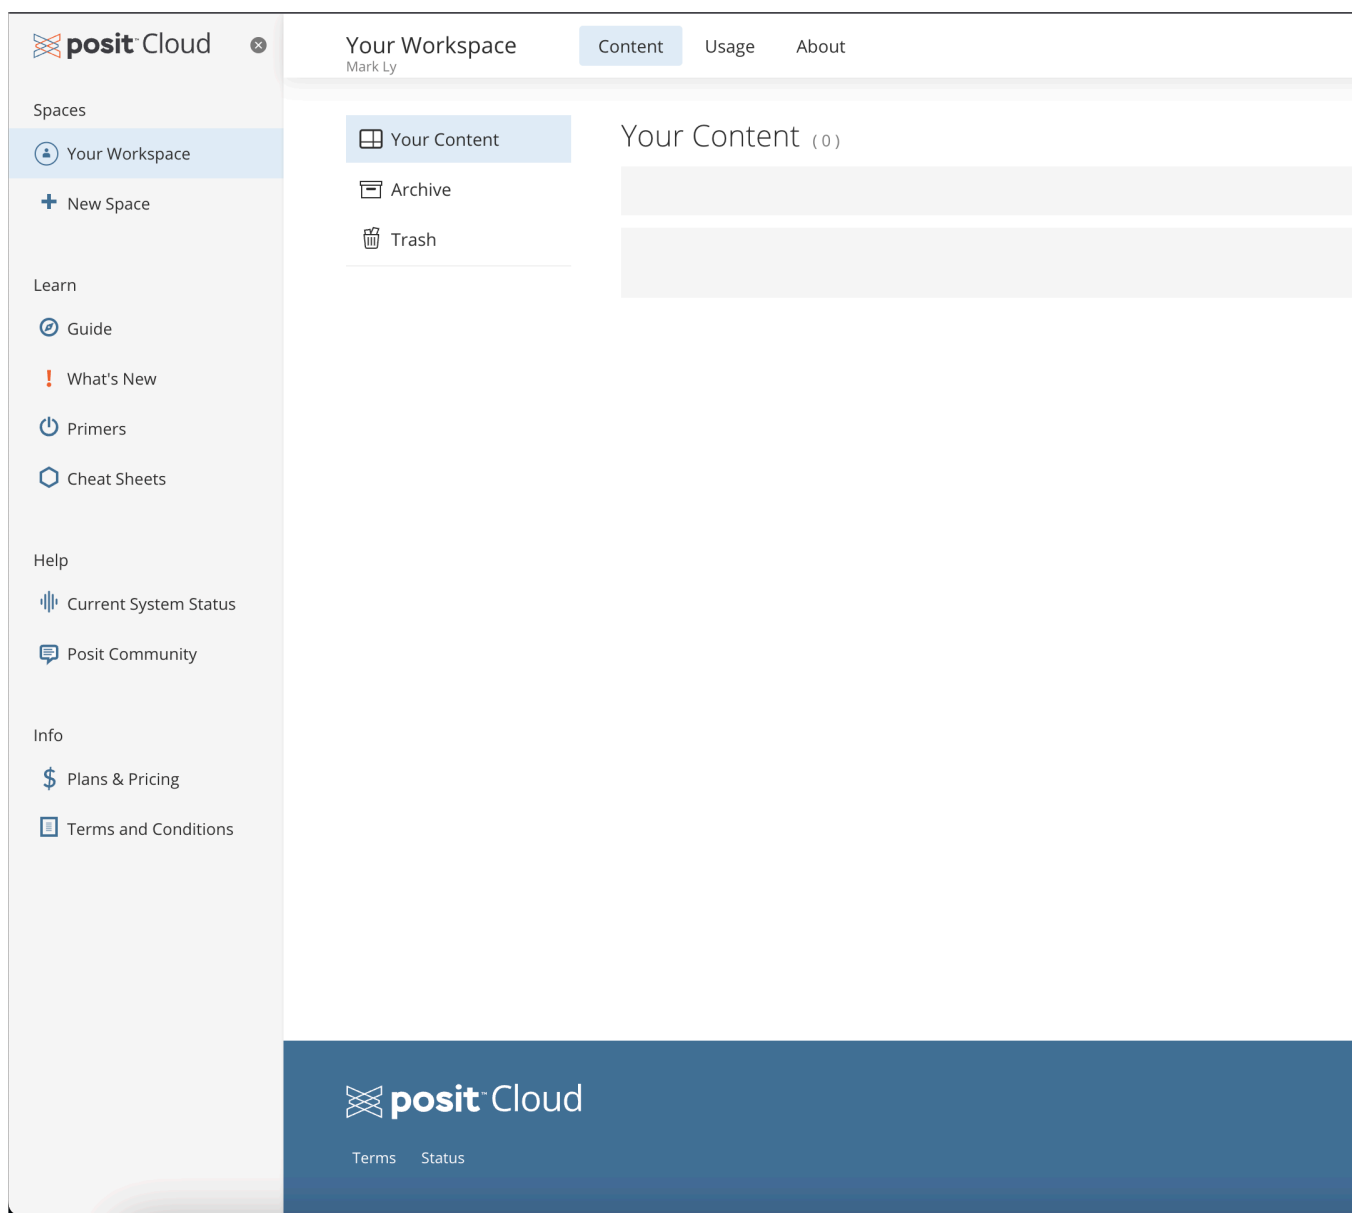 posit™ Cloud
Spaces
Your Workspace
New Space
Learn
Guide
What's New
Primers
Cheat Sheets
Help
Current System Status
Posit Community
Info
Plans & Pricing
Terms and Conditions
Your Workspace
Mark Ly
Content Usage About
Your Content
Archive
Trash
Your Content (0)
posit™ Cloud
Terms Status